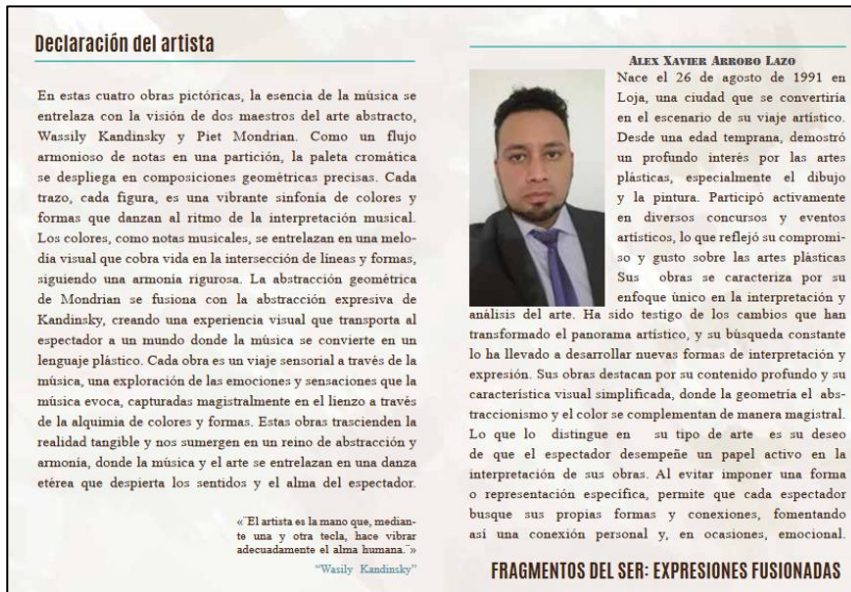 Declaración del artista
En estas cuatro obras pictóricas, la esencia de la música se
entrelaza con la visión de dos maestros del arte abstracto,
Wassily Kandinsky y Piet Mondrian. Como un flujo
armonioso de notas en una partición, la paleta cromática
se despliega en composiciones geométricas precisas. Cada
trazo, cada figura, es una vibrante sinfonía de colores y
formas que danzan al ritmo de la interpretación musical.
Los colores, como notas musicales, se entrelazan en una melo-
día visual que cobra vida en la intersección de líneas y formas,
siguiendo una armonía rigurosa. La abstracción geométrica
de Mondrian se fusiona con la abstracción expresiva de
Kandinsky, creando una experiencia visual que transporta al
espectador a un mundo donde la música se convierte en un
lenguaje plástico. Cada obra es un viaje sensorial a través de la
música, una exploración de las emociones y sensaciones que la
música evoca, capturadas magistralmente en el lienzo a través
de la alquimia de colores y formas. Estas obras trascienden la
realidad tangible y nos sumergen en un reino de abstracción y
armonía, donde la música y el arte se entrelazan en una danza
etérea que despierta los sentidos y el alma del espectador.
«¨El artista es la mano que, median-
te una y otra tecla, hace vibrar
adecuadamente el alma humana.¨»
“Wasily Kandinsky”
Alex Xavier Arrobo Lazo
Nace el 26 de agosto de 1991 en
Loja, una ciudad que se convertiría
en el escenario de su viaje artístico.
Desde una edad temprana, demostró
un profundo interés por las artes
plásticas, especialmente el dibujo
y la pintura. Participó activamente
en diversos concursos y eventos
artísticos, lo que reflejó su compromi-
so y gusto sobre las artes plásticas
Sus obras se caracteriza por su
enfoque único en la interpretación y
análisis del arte. Ha sido testigo de los cambios que han
transformado el panorama artístico, y su búsqueda constante
lo ha llevado a desarrollar nuevas formas de interpretación y
expresión. Sus obras destacan por su contenido profundo y su
característica visual simplificada, donde la geometría el abs-
traccionismo y el color se complementan de manera magistral.
Lo que lo distingue en su tipo de arte es su deseo
de que el espectador desempeñe un papel activo en la
interpretación de sus obras. Al evitar imponer una forma
o representación específica, permite que cada espectador
busque sus propias formas y conexiones, fomentando
así una conexión personal y, en ocasiones, emocional.
FRAGMENTOS DEL SER: EXPRESIONES FUSIONADAS